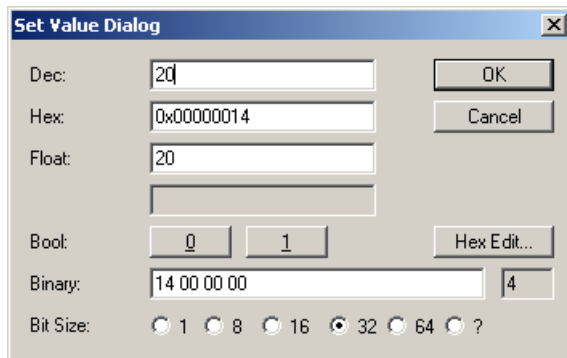 Set Value Dialog
Dec: 20 OK
Hex: 0x00000014 Cancel
Float: 20
Bool: 0 1 Hex Edit...
Binary: 14 00 00 00 4
Bit Size: 1 8 16 32 64 ?